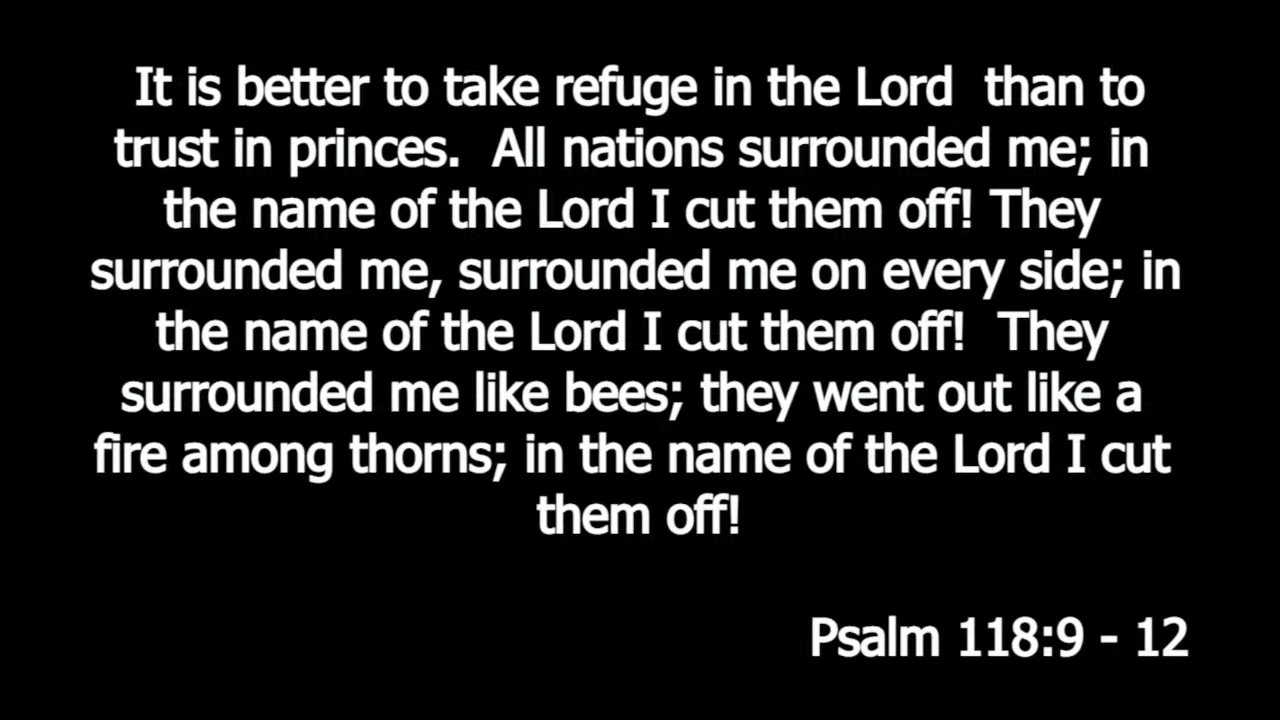 It is better to take refuge in the Lord  than to
trust in princes.  All nations surrounded me; in
the name of the Lord I cut them off! They
surrounded me, surrounded me on every side; in
the name of the Lord I cut them off!  They
surrounded me like bees; they went out like a
fire among thorns; in the name of the Lord I cut
them off!
Psalm 118:9 - 12